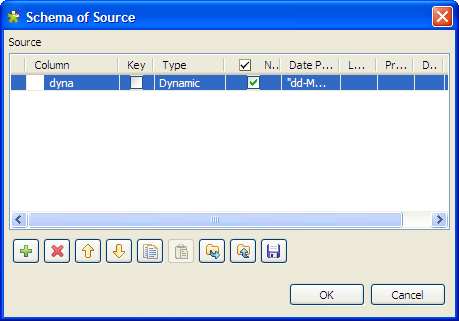 Schema of Source
Source
Column Key Type N.. Date P... L... Pr... D..
dyna Dynamic "dd-M...
OK Cancel